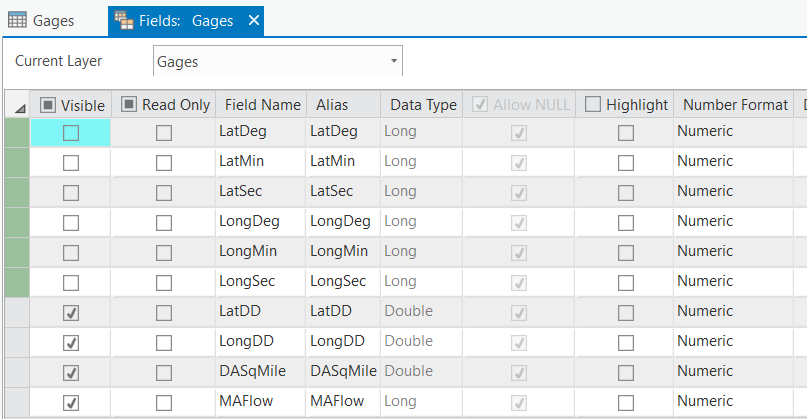 Gages Fields: Gages ×
Current Layer Gages
Visible Read Only Field Name Alias Data Type Allow NULL Highlight Number Format
LatDeg LatDeg Long Numeric
LatMin LatMin Long Numeric
LatSec LatSec Long Numeric
LongDeg LongDeg Long Numeric
LongMin LongMin Long Numeric
LongSec LongSec Long Numeric
LatDD LatDD Double Numeric
LongDD LongDD Double Numeric
DASqMile DASqMile Double Numeric
MAFlow MAFlow Long Numeric